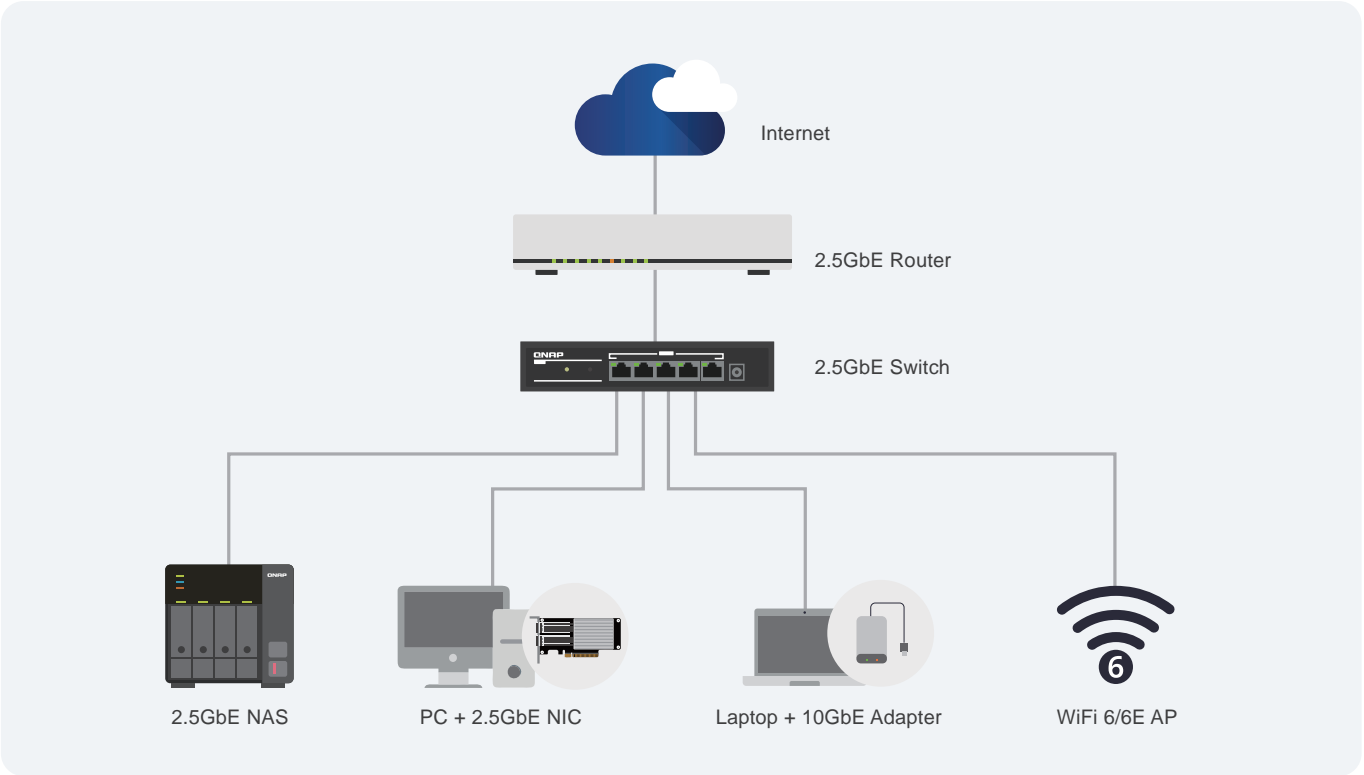 Internet
2.5GbE Router
QNAP
2.5GbE Switch
QNAP
6
2.5GbE NAS
PC + 2.5GbE NIC
Laptop + 10GbE Adapter
WiFi 6/6E AP